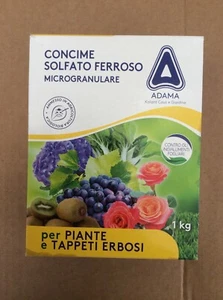 CONCIME
SOLFATO FERROSO
MICROGRANULARE
ADAMA
1 kg
per PIANTE
e TAPPETI ERBOSI